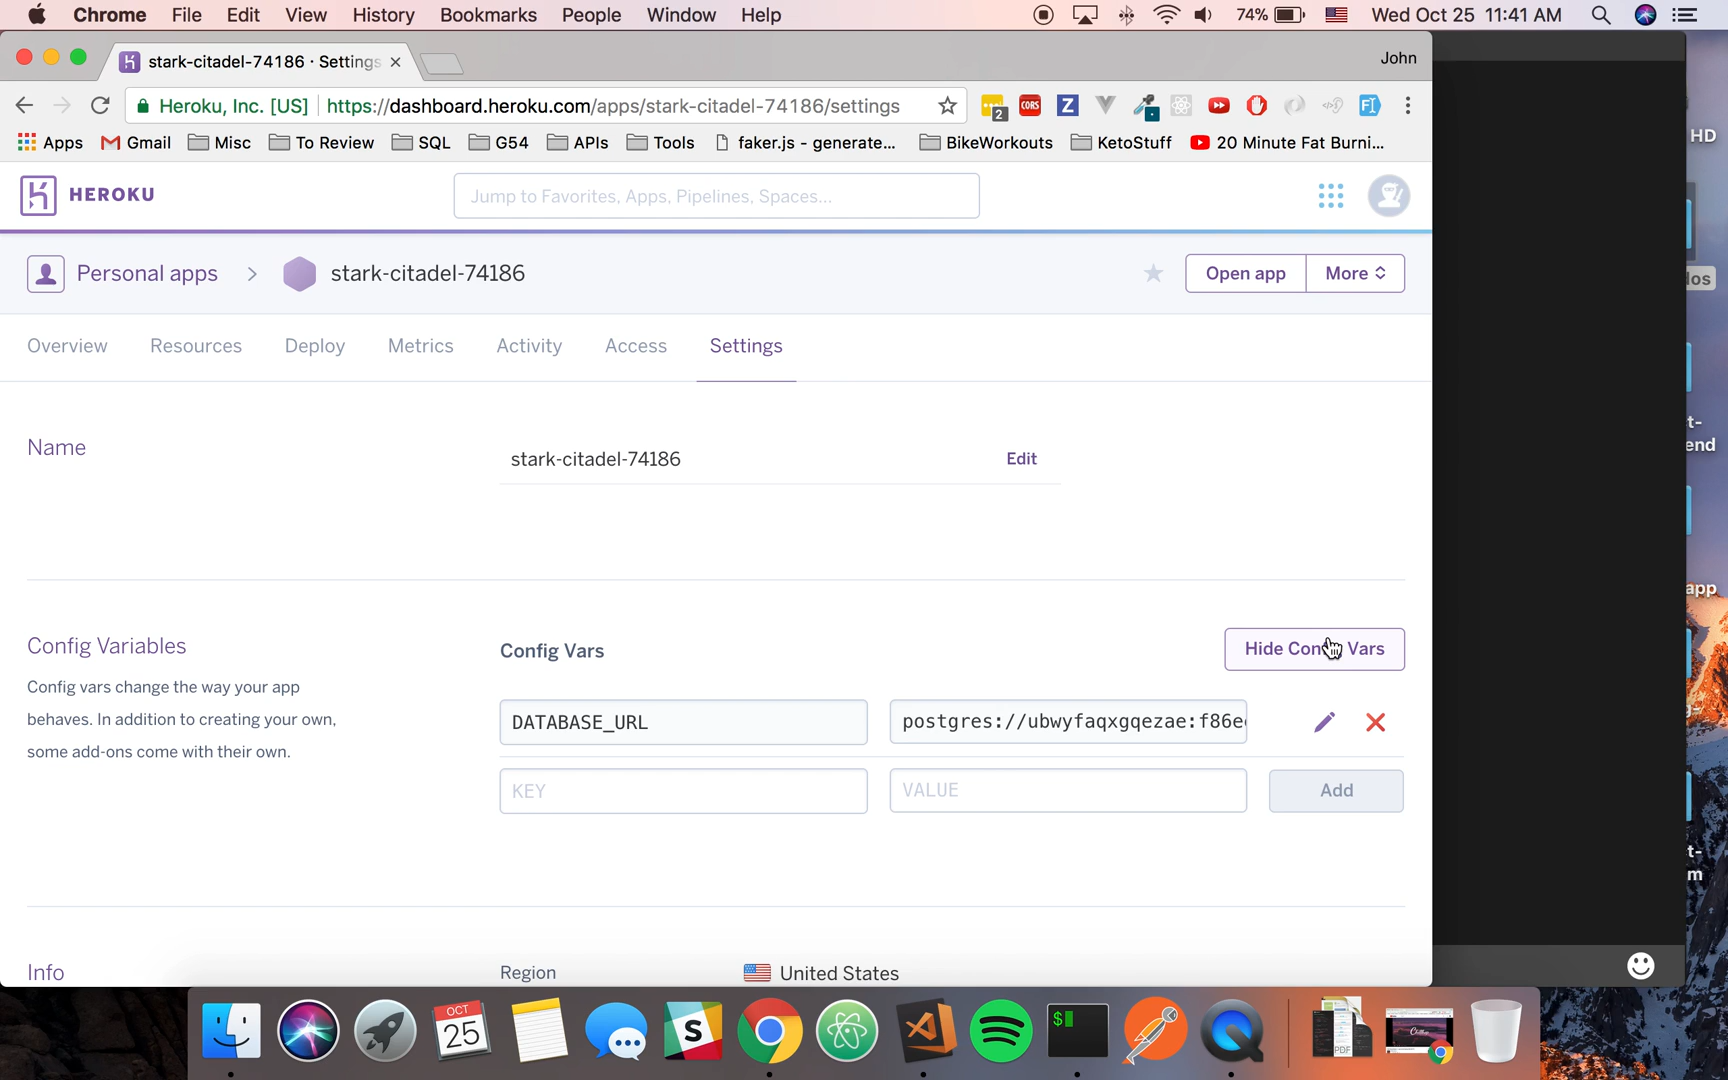 Chrome File Edit View History Bookmarks People Window Help 74% Wed Oct 25 11:41 AM
stark-citadel-74186 · Settings John
Heroku, Inc. [US] https://dashboard.heroku.com/apps/stark-citadel-74186/settings 2 CORS Z
Apps Gmail Misc To Review SQL G54 APIs Tools faker.js - generate... BikeWorkouts KetoStuff 20 Minute Fat Burni...
HD
HEROKU Jump to Favorites, Apps, Pipelines, Spaces...
Personal apps > stark-citadel-74186 Open app More
Overview Resources Deploy Metrics Activity Access Settings
Name stark-citadel-74186 Edit
Config Variables Config Vars Hide Vars
Config vars change the way your app
behaves. In addition to creating your own,
some add-ons come with their own.
DATABASE_URL postgres://ubwyfaqxgqezae:f86e
KEY VALUE Add
Info Region United States
OCT
25
S
$
PDF